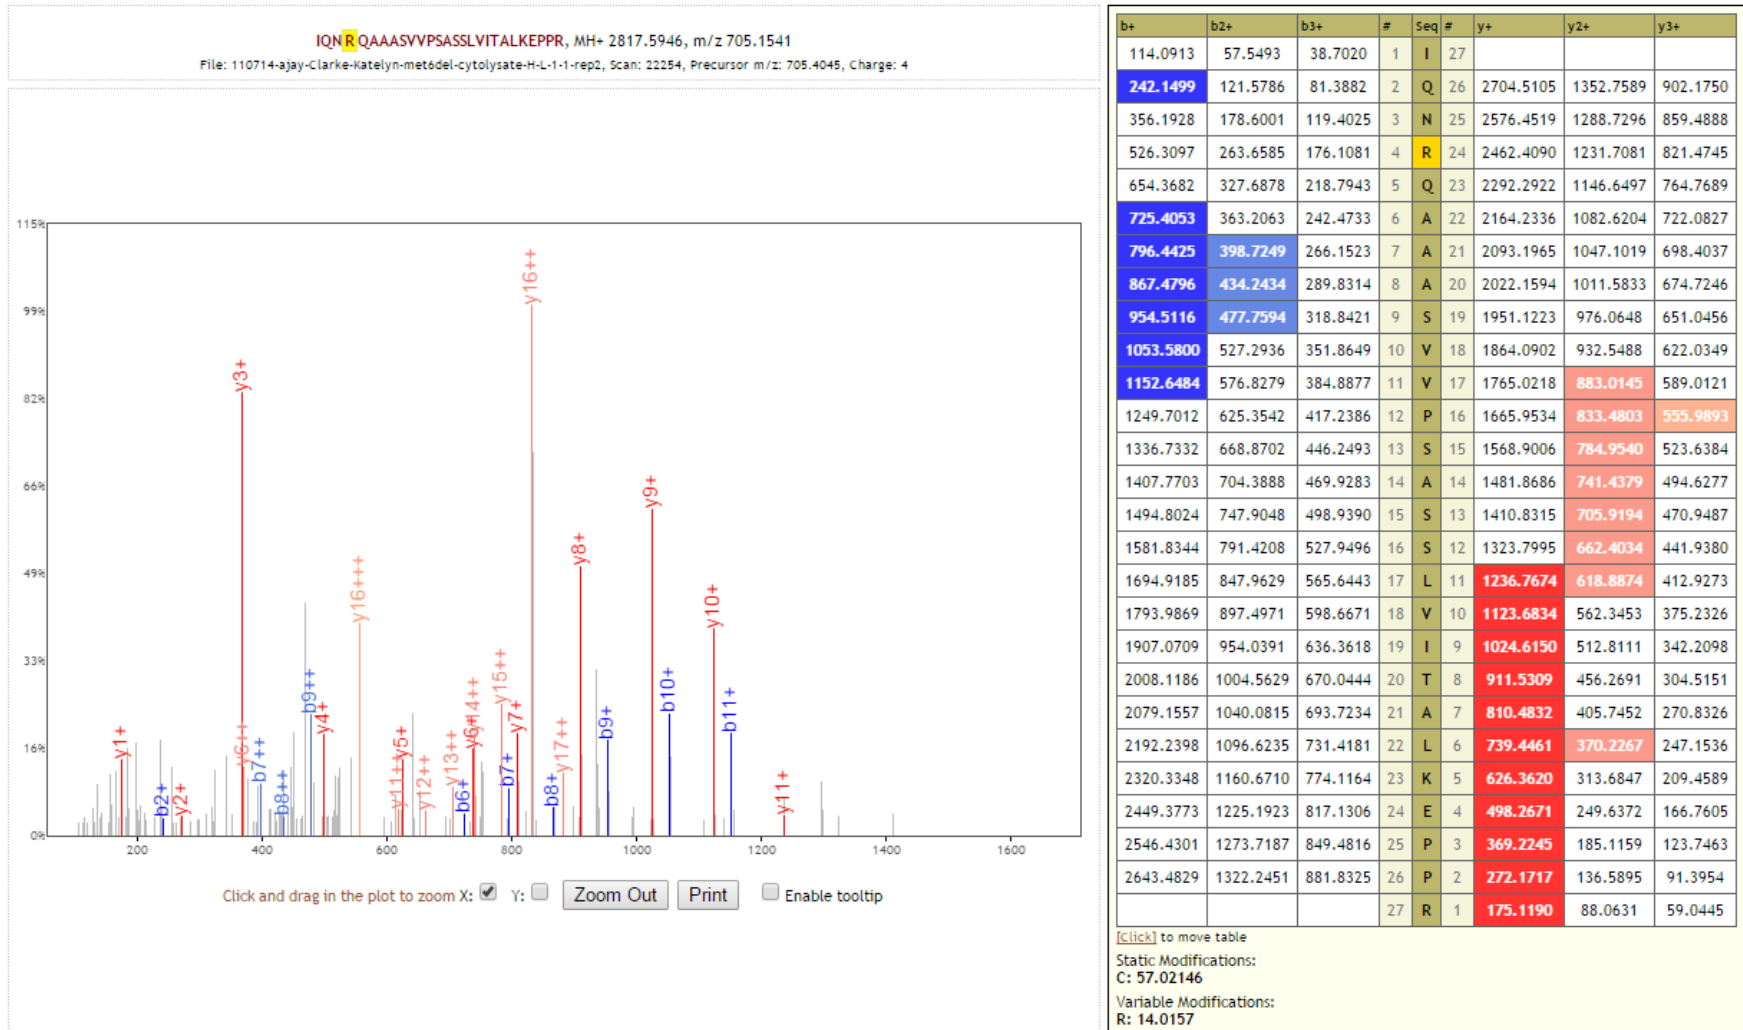 IQNRQAAASVVPSASSLVITALKEPPR, MH+ 2817.5946, m/z 705.1541
File: 110714-ajay-Clarke-Katelyn-met6del-cytolysate-H-L-1-1-rep2, Scan: 22254, Precursor m/z: 705.4045, Charge: 4
115%
99%
82%
66%
49%
33%
16%
0%
y1+
b2+
y2+
y3+
y6++
b7++
b8++
b9++
y4+
y16+++
y11++
y5+
y12++
y13++
b6+
y6+
y14++
y15++
b7+
y7+
y16++
b8+
y17++
y8+
b9+
y9+
b10+
y10+
b11+
y11+
200 400 600 800 1000 1200 1400 1600
Click and drag in the plot to zoom X: Y: Zoom Out Print Enable tooltip
b+ b2+ b3+ # Seq # y+ y2+ y3+
114.0913 57.5493 38.7020 1 I 27
242.1499 121.5786 81.3882 2 Q 26 2704.5105 1352.7589 902.1750
356.1928 178.6001 119.4025 3 N 25 2576.4519 1288.7296 859.4888
526.3097 263.6585 176.1081 4 R 24 2462.4090 1231.7081 821.4745
654.3682 327.6878 218.7943 5 Q 23 2292.2922 1146.6497 764.7689
725.4053 363.2063 242.4733 6 A 22 2164.2336 1082.6204 722.0827
796.4425 398.7249 266.1523 7 A 21 2093.1965 1047.1019 698.4037
867.4796 434.2434 289.8314 8 A 20 2022.1594 1011.5833 674.7246
954.5116 477.7594 318.8421 9 S 19 1951.1223 976.0648 651.0456
1053.5800 527.2936 351.8649 10 V 18 1864.0902 932.5488 622.0349
1152.6484 576.8279 384.8877 11 V 17 1765.0218 883.0145 589.0121
1249.7012 625.3542 417.2386 12 P 16 1665.9534 833.4803 555.9893
1336.7332 668.8702 446.2493 13 S 15 1568.9006 784.9540 523.6384
1407.7703 704.3888 469.9283 14 A 14 1481.8686 741.4379 494.6277
1494.8024 747.9048 498.9390 15 S 13 1410.8315 705.9194 470.9487
1581.8344 791.4208 527.9496 16 S 12 1323.7995 662.4034 441.9380
1694.9185 847.9629 565.6443 17 L 11 1236.7674 618.8874 412.9273
1793.9869 897.4971 598.6671 18 V 10 1123.6834 562.3453 375.2326
1907.0709 954.0391 636.3618 19 I 9 1024.6150 512.8111 342.2098
2008.1186 1004.5629 670.0444 20 T 8 911.5309 456.2691 304.5151
2079.1557 1040.0815 693.7234 21 A 7 810.4832 405.7452 270.8326
2192.2398 1096.6235 731.4181 22 L 6 739.4461 370.2267 247.1536
2320.3348 1160.6710 774.1164 23 K 5 626.3620 313.6847 209.4589
2449.3773 1225.1923 817.1306 24 E 4 498.2671 249.6372 166.7605
2546.4301 1273.7187 849.4816 25 P 3 369.2245 185.1159 123.7463
2643.4829 1322.2451 881.8325 26 P 2 272.1717 136.5895 91.3954
27 R 1 175.1190 88.0631 59.0445
[Click] to move table
Static Modifications:
C: 57.02146
Variable Modifications:
R: 14.0157